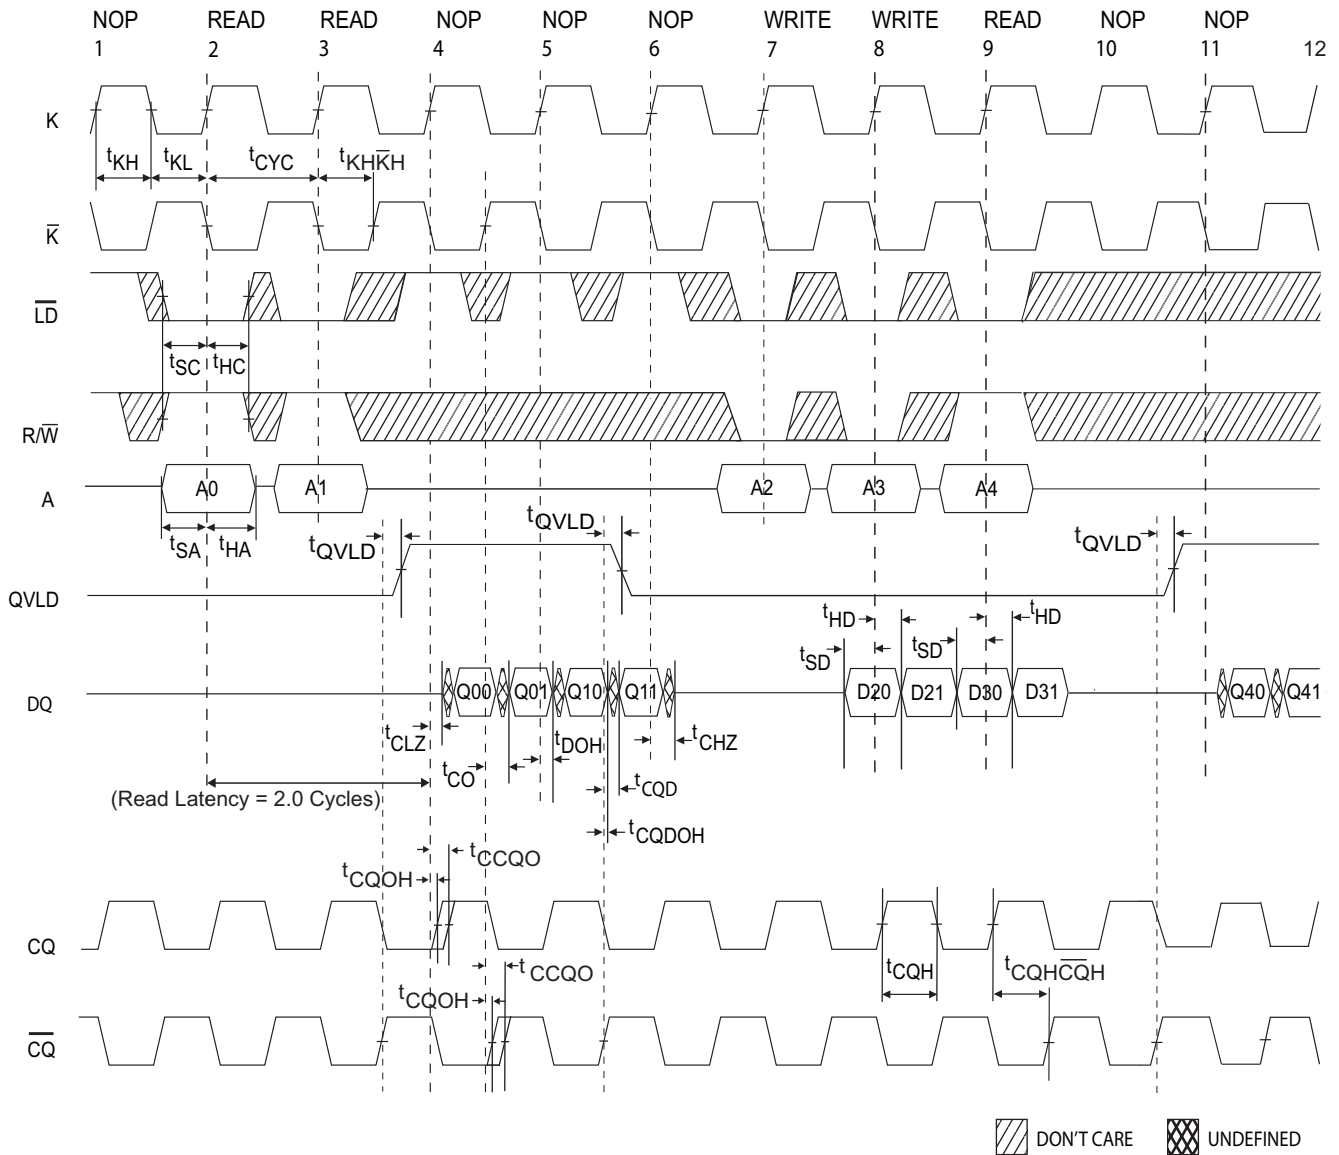 NOP READ READ NOP NOP NOP WRITE WRITE READ NOP NOP
1 2 3 4 5 6 7 8 9 10 11 12
K
tKH tKL tCYC tKHK̅H
K̅
L̅D̅
tSC tHC
R/W̅
A A0 A1 A2 A3 A4
tSA tHA tQVLD tQVLD tQVLD
QVLD
tHD tSD tHD
tSD
DQ Q00 Q01 Q10 Q11 D20 D21 D30 D31 Q40 Q41
tCLZ tDOH tCHZ
tCO tCQD
(Read Latency = 2.0 Cycles)
tCQDOH
tCCQO
tCQOH
CQ
tCQH tCQHC̅Q̅H
tCCQO
tCQOH
C̅Q̅
DON'T CARE UNDEFINED